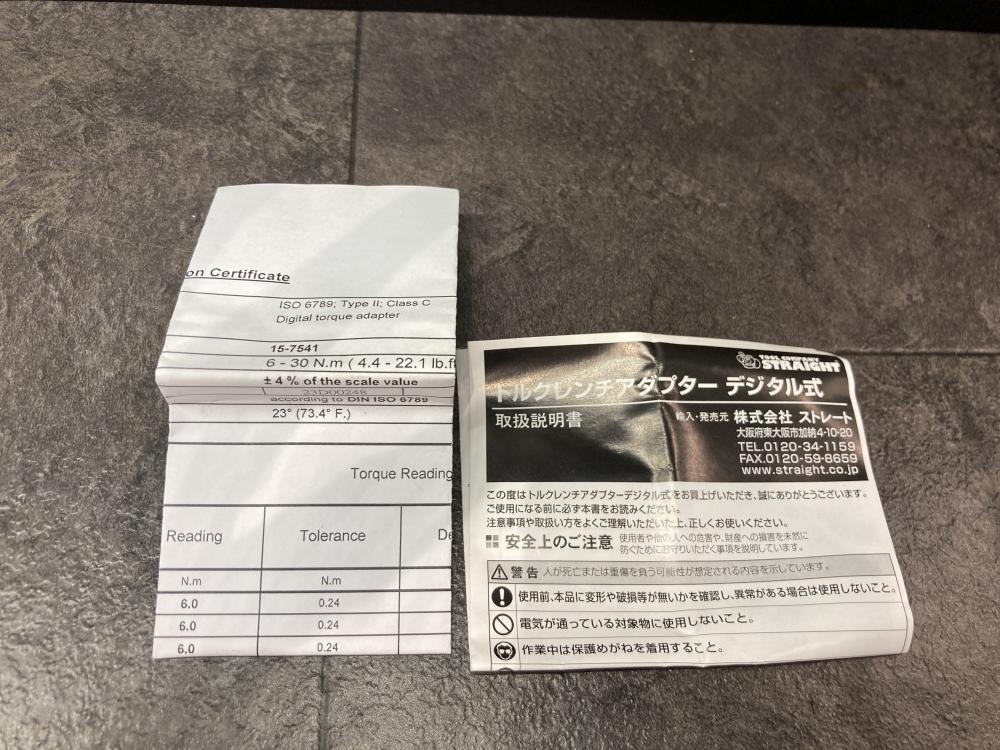 on Certificate
ISO 6789; Type II; Class C
Digital torque adapter
15-7541
6 - 30 N.m ( 4.4 - 22.1 lb.ft
± 4 % of the scale value
23D00248
according to DIN ISO 6789
23° (73.4° F.)
Torque Reading
Reading Tolerance De
N.m N.m
6.0 0.24
6.0 0.24
6.0 0.24
TOOL COMPANY
STRAIGHT
トルクレンチアダプター デジタル式
取扱説明書
輸入・発売元 株式会社 ストレート
大阪府東大阪市加納4-10-20
TEL.0120-34-1159
FAX.0120-59-8659
www.straight.co.jp
この度はトルクレンチアダプターデジタル式をお買上げいただき、誠にありがとうございます。
ご使用になる前に必ず本書をお読みください。
注意事項や取扱い方をよくご理解いただいた上、正しくお使いください。
安全上のご注意 使用者や他の人への危害や、財産への損害を未然に
防ぐためにお守りいただく事項を説明しています。
警告 人が死亡または重傷を負う可能性が想定される内容を示しています。
使用前、本品に変形や破損等が無いかを確認し、異常がある場合は使用しないこと。
電気が通っている対象物に使用しないこと。
作業中は保護めがねを着用すること。